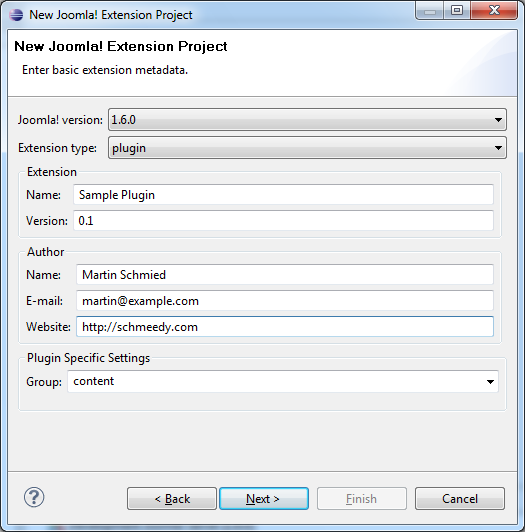 New Joomla! Extension Project
New Joomla! Extension Project
Enter basic extension metadata.
Joomla! version: 1.6.0
Extension type: plugin
Extension
Name: Sample Plugin
Version: 0.1
Author
Name: Martin Schmied
E-mail: martin@example.com
Website: http://schmeedy.com
Plugin Specific Settings
Group: content
? < Back Next > Finish Cancel